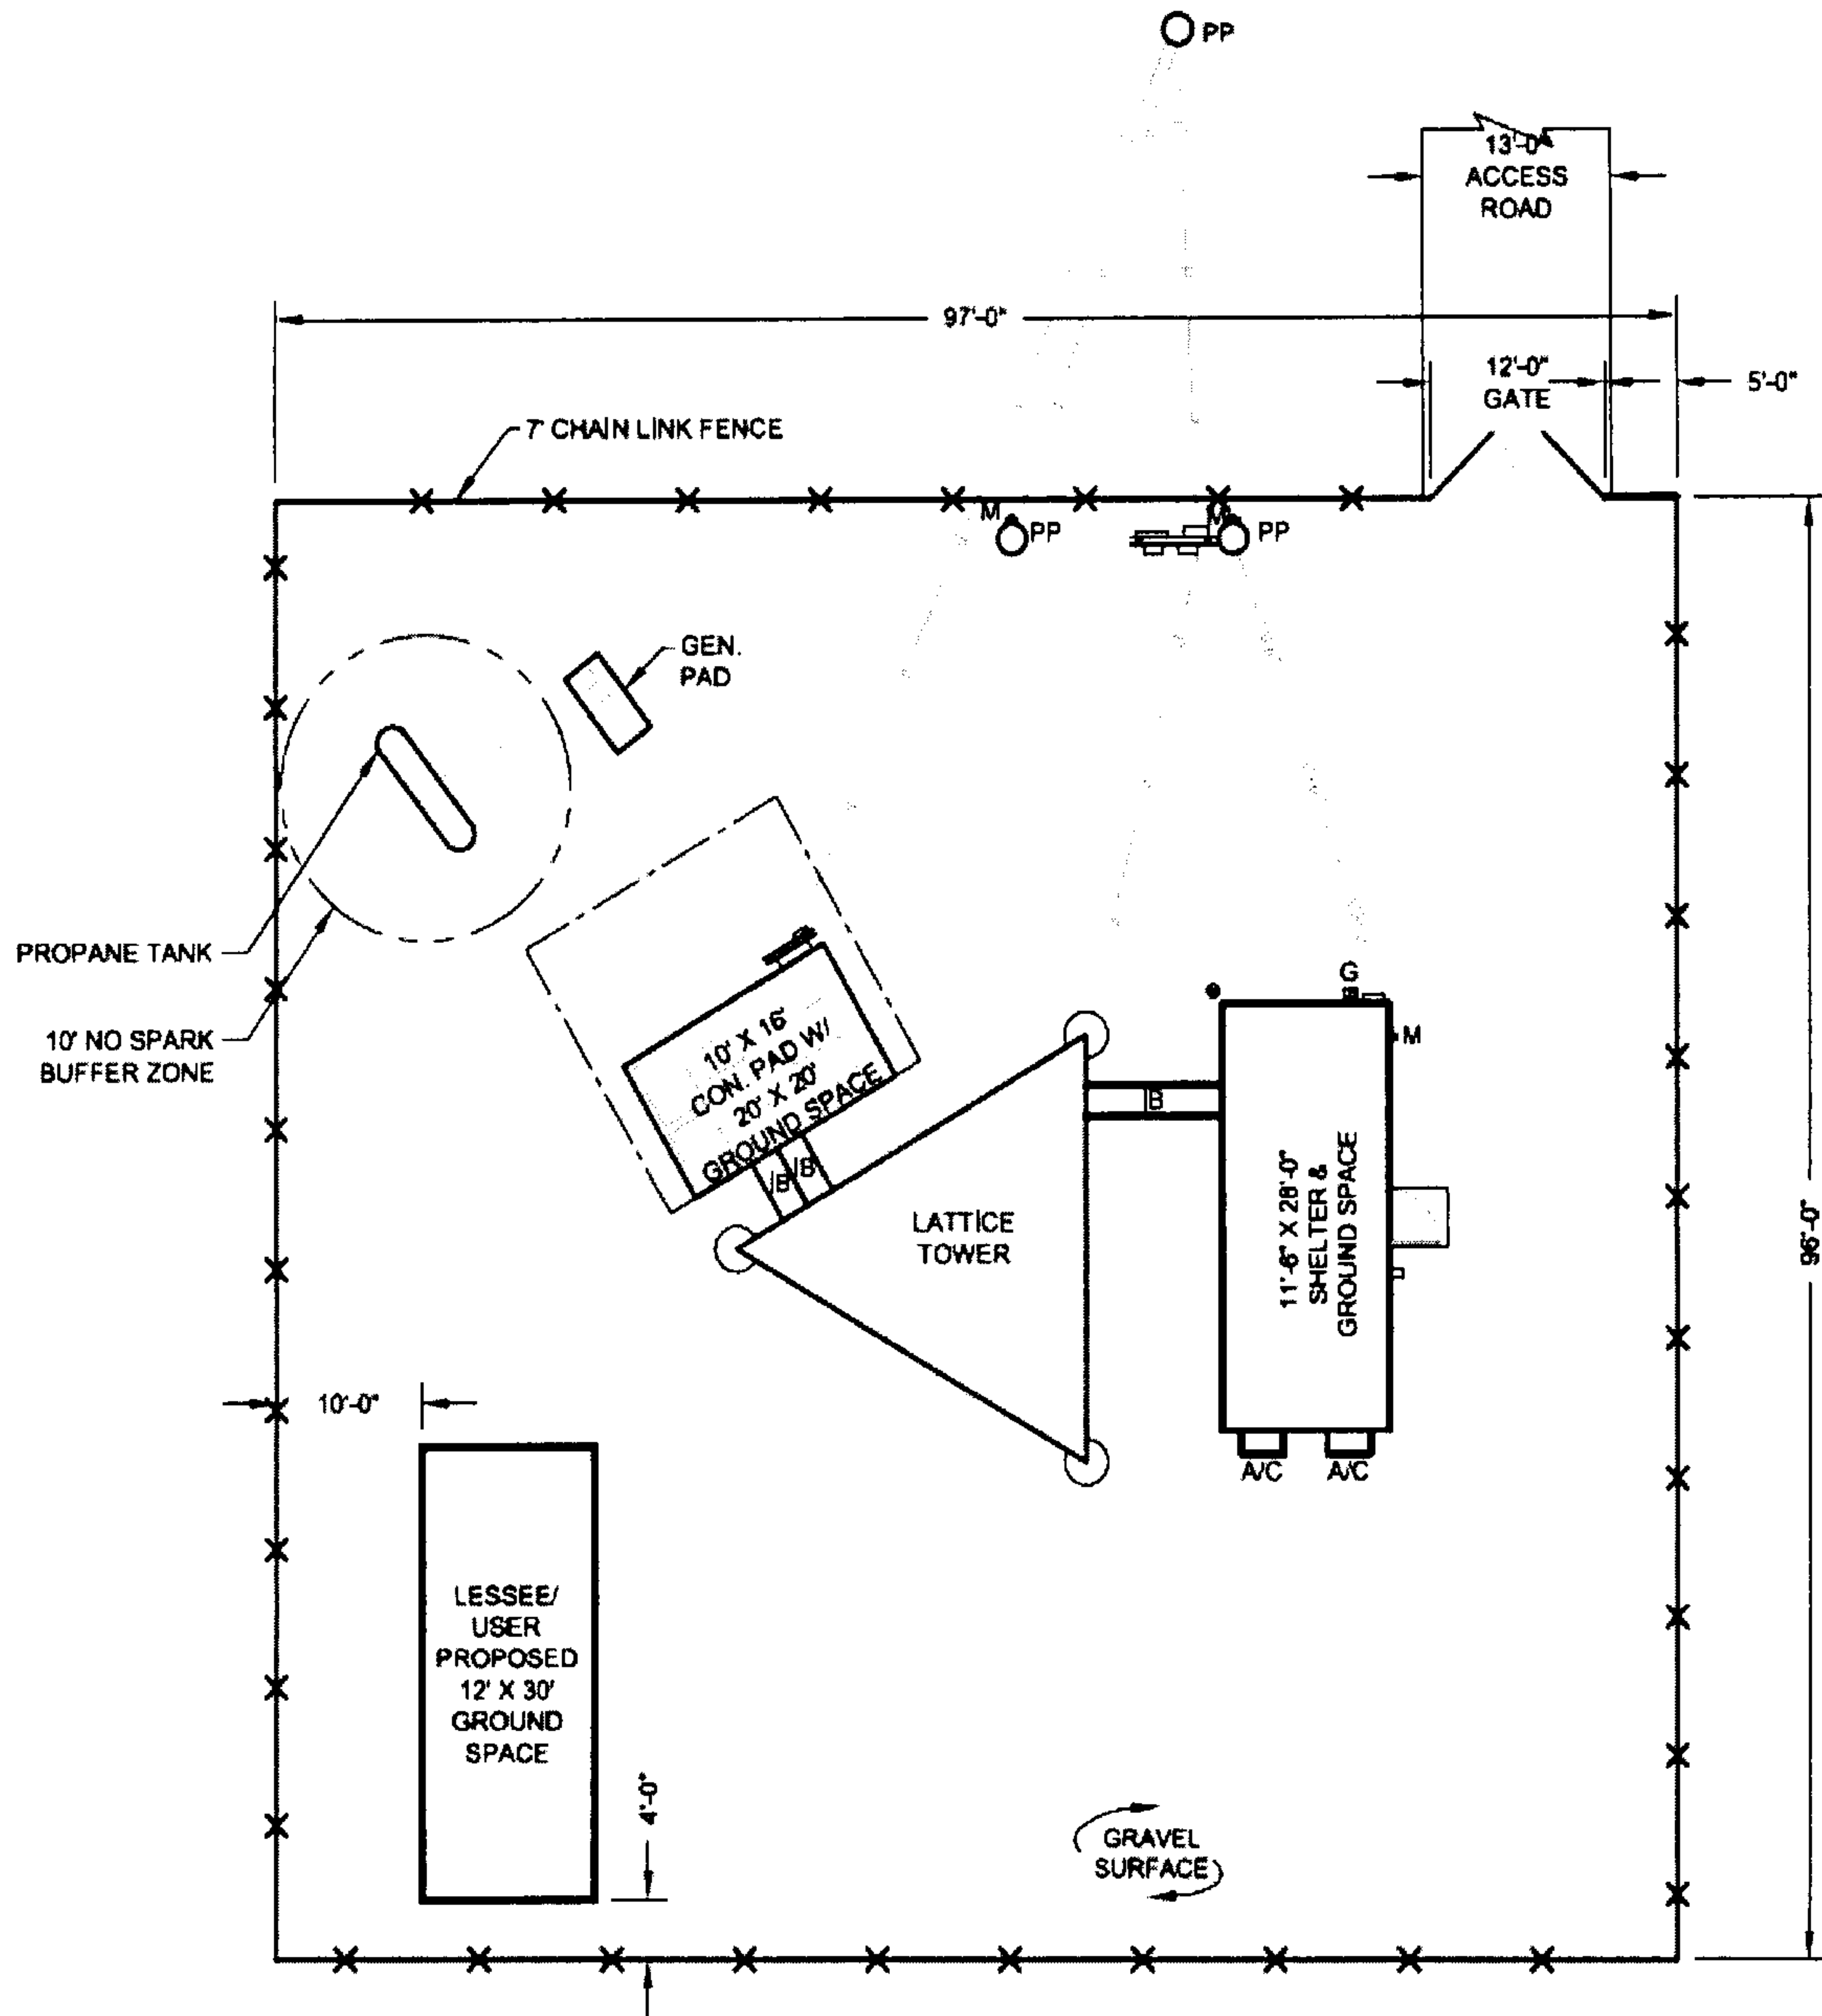 PP
13'-0"
ACCESS
ROAD
97'-0"
12'-0"
GATE
5'-0"
7' CHAIN LINK FENCE
M
PP
M
PP
GEN.
PAD
PROPANE TANK
10' NO SPARK
BUFFER ZONE
10' X 16'
CON. PAD W/
20' X 20'
GROUND SPACE
G
M
IB
IB
IB
LATTICE
TOWER
11'-6" X 28'-0"
SHELTER &
GROUND SPACE
96'-0"
10'-0"
A/C
A/C
LESSEE/
USER
PROPOSED
12' X 30'
GROUND
SPACE
4'-0"
GRAVEL
SURFACE